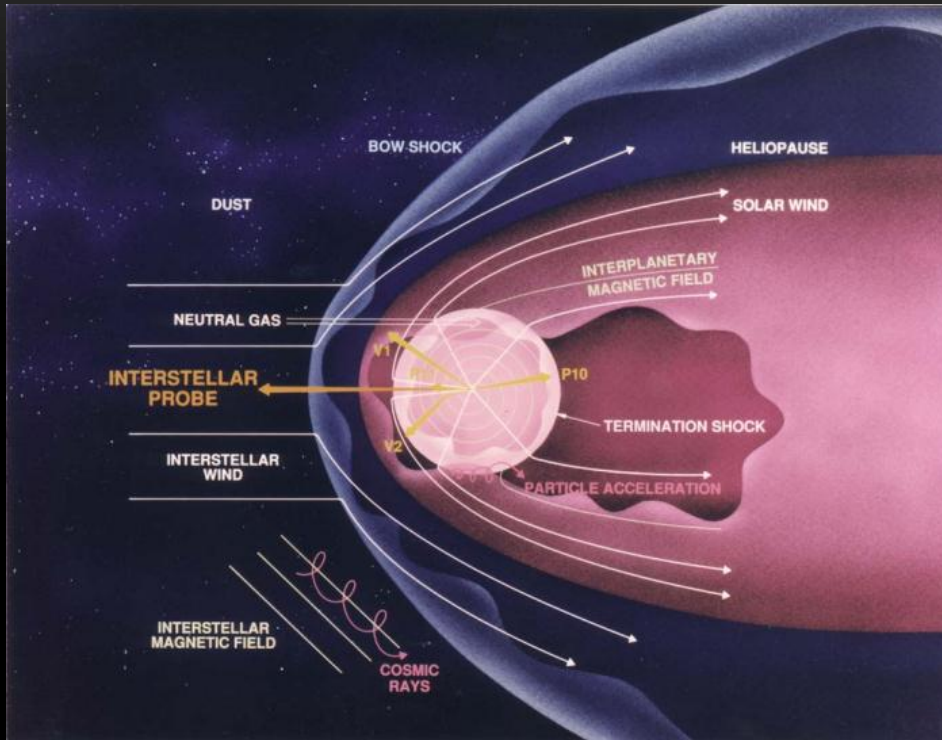 BOW SHOCK
HELIOPAUSE
DUST
SOLAR WIND
INTERPLANETARY
MAGNETIC FIELD
NEUTRAL GAS
V1
P10
INTERSTELLAR
PROBE
V2
TERMINATION SHOCK
INTERSTELLAR
WIND
PARTICLE ACCELERATION
INTERSTELLAR
MAGNETIC FIELD
COSMIC
RAYS